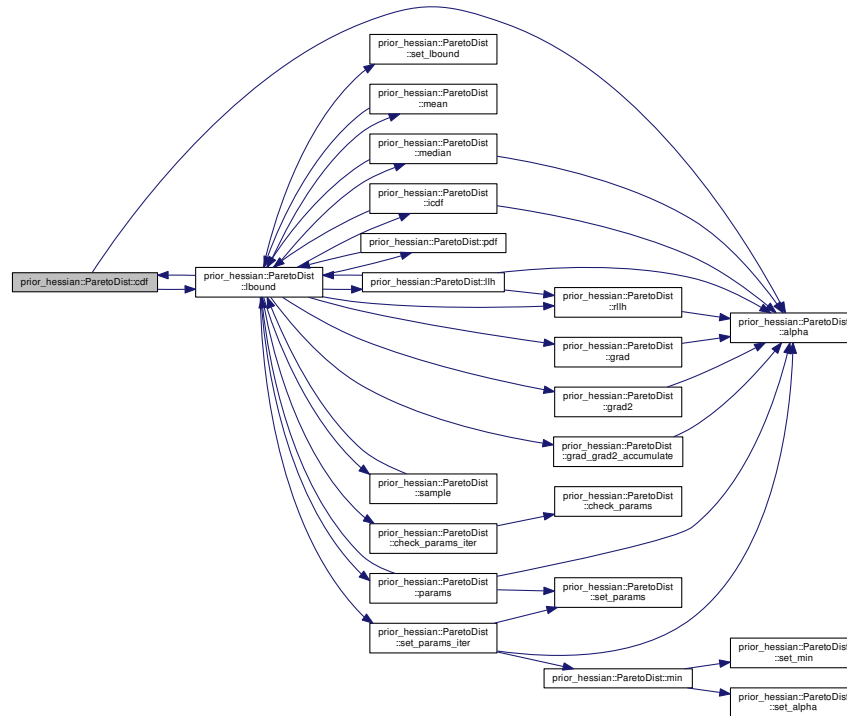 prior_hessian::ParetoDist
::set_lbound
prior_hessian::ParetoDist
::mean
prior_hessian::ParetoDist
::median
prior_hessian::ParetoDist
::icdf
prior_hessian::ParetoDist::pdf
prior_hessian::ParetoDist::cdf
prior_hessian::ParetoDist
::lbound
prior_hessian::ParetoDist::llh
prior_hessian::ParetoDist
::rllh
prior_hessian::ParetoDist
::alpha
prior_hessian::ParetoDist
::grad
prior_hessian::ParetoDist
::grad2
prior_hessian::ParetoDist
::grad_grad2_accumulate
prior_hessian::ParetoDist
::sample
prior_hessian::ParetoDist
::check_params
prior_hessian::ParetoDist
::check_params_iter
prior_hessian::ParetoDist
::params
prior_hessian::ParetoDist
::set_params
prior_hessian::ParetoDist
::set_params_iter
prior_hessian::ParetoDist
::set_min
prior_hessian::ParetoDist::min
prior_hessian::ParetoDist
::set_alpha